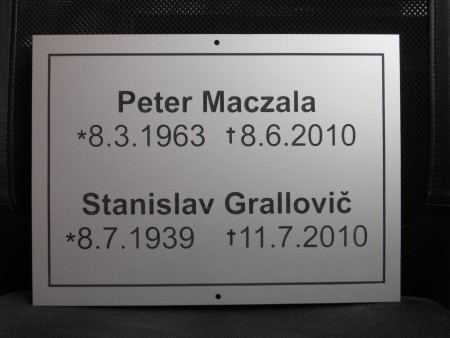 Peter Maczala
*8.3.1963 †8.6.2010
Stanislav Grallovič
*8.7.1939 †11.7.2010